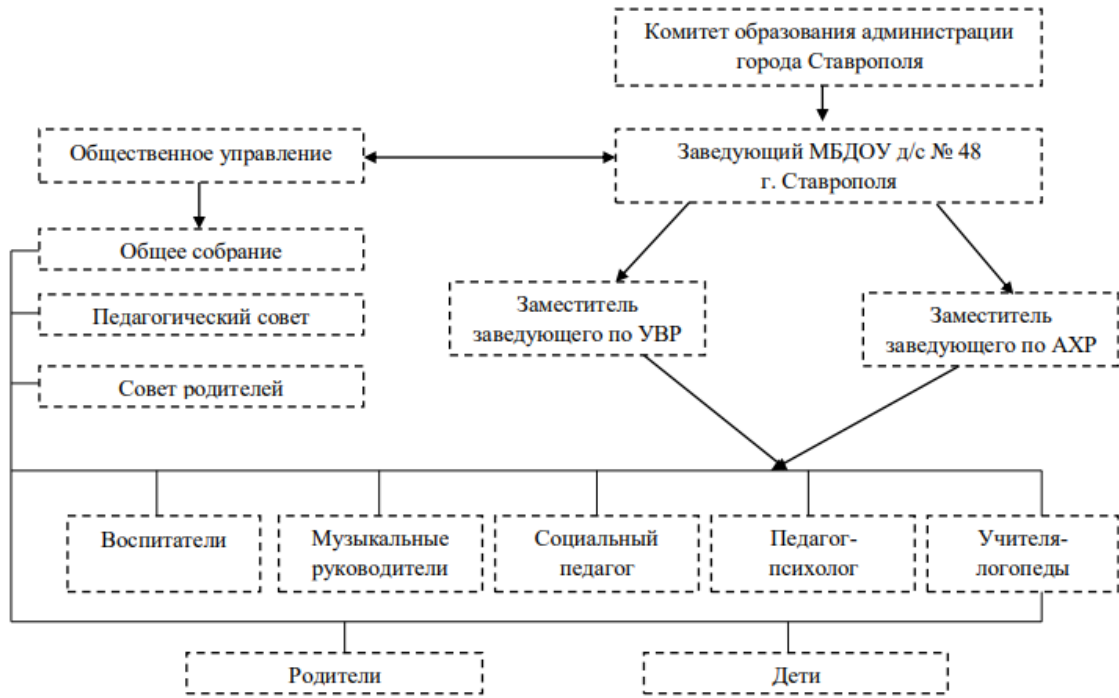 Комитет образования администрации
города Ставрополя
Общественное управление
Заведующий МБДОУ д/с № 48
г. Ставрополя
Общее собрание
Педагогический совет
Совет родителей
Заместитель
заведующего по УВР
Заместитель
заведующего по АХР
Воспитатели
Музыкальные
руководители
Социальный
педагог
Педагог-
психолог
Учителя-
логопеды
Родители
Дети